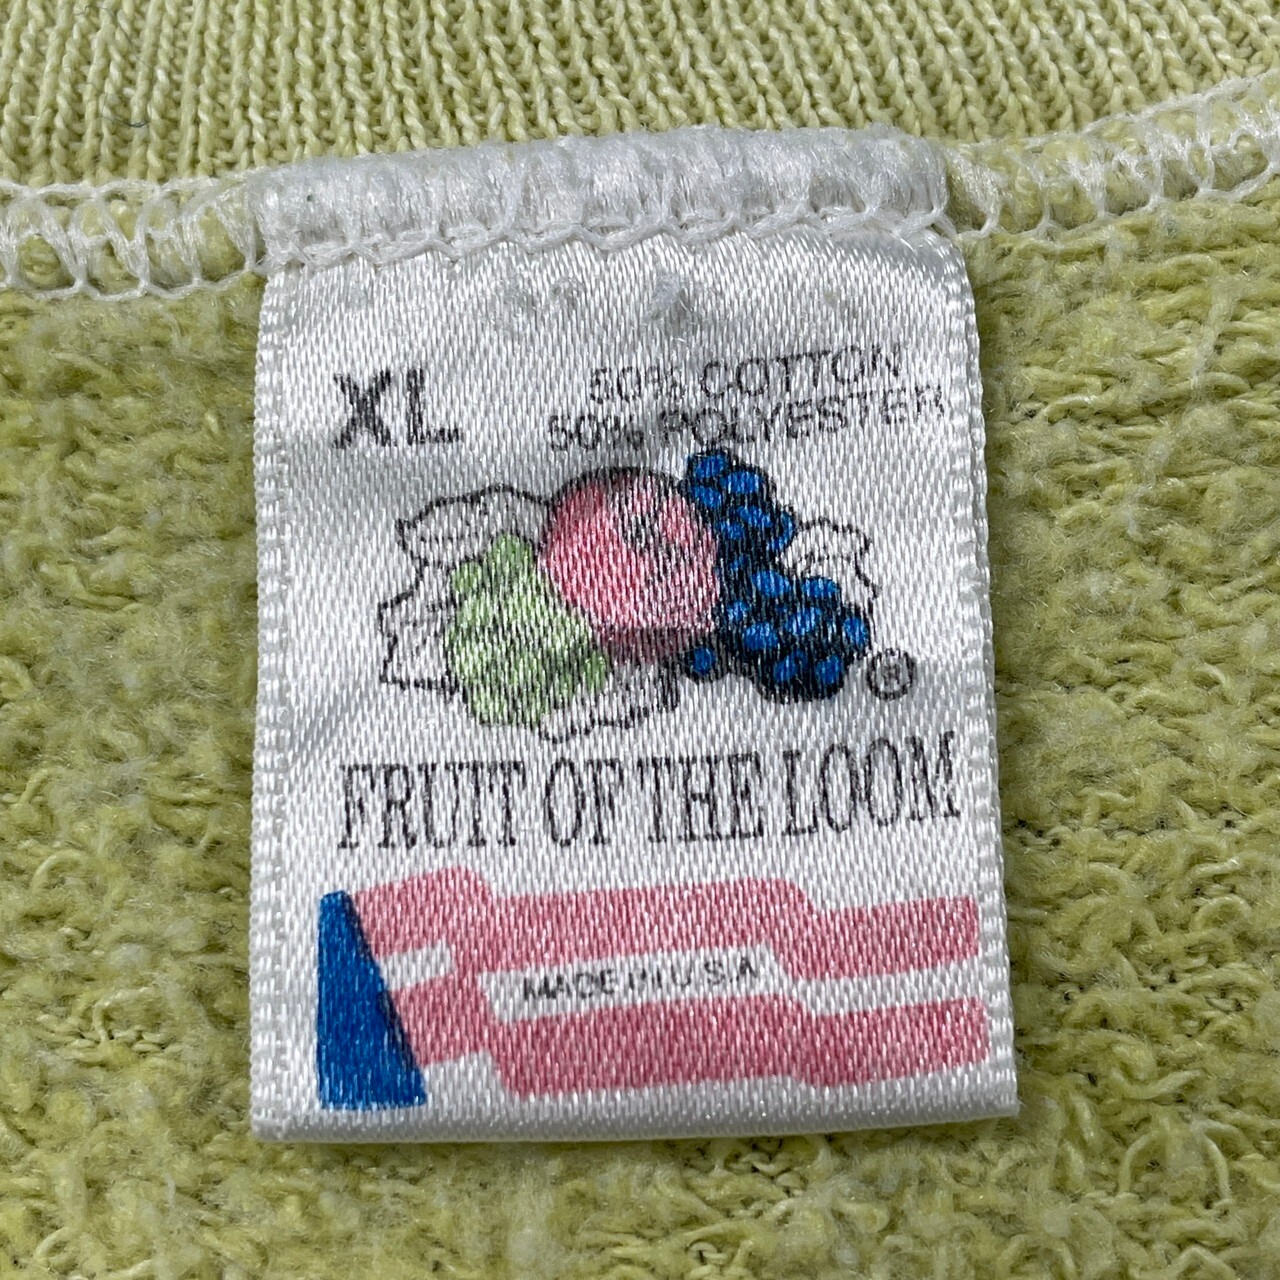 XL
50% COTTON
50% POLYESTER
®
FRUIT OF THE LOOM
MADE IN U.S.A